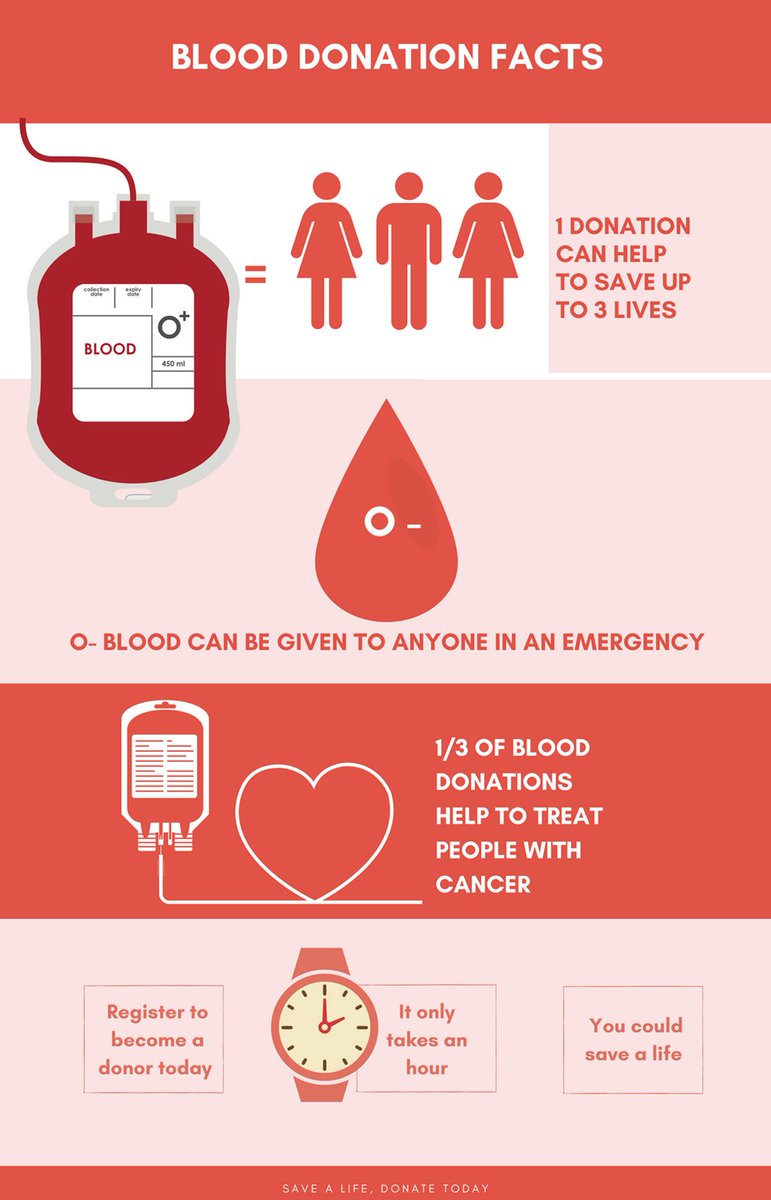 BLOOD DONATION FACTS
collection
date
expiry
date
O+
BLOOD
450 ml
=
1 DONATION
CAN HELP
TO SAVE UP
TO 3 LIVES
O -
O- BLOOD CAN BE GIVEN TO ANYONE IN AN EMERGENCY
1/3 OF BLOOD
DONATIONS
HELP TO TREAT
PEOPLE WITH
CANCER
Register to
become a
donor today
It only
takes an
hour
You could
save a life
SAVE A LIFE, DONATE TODAY